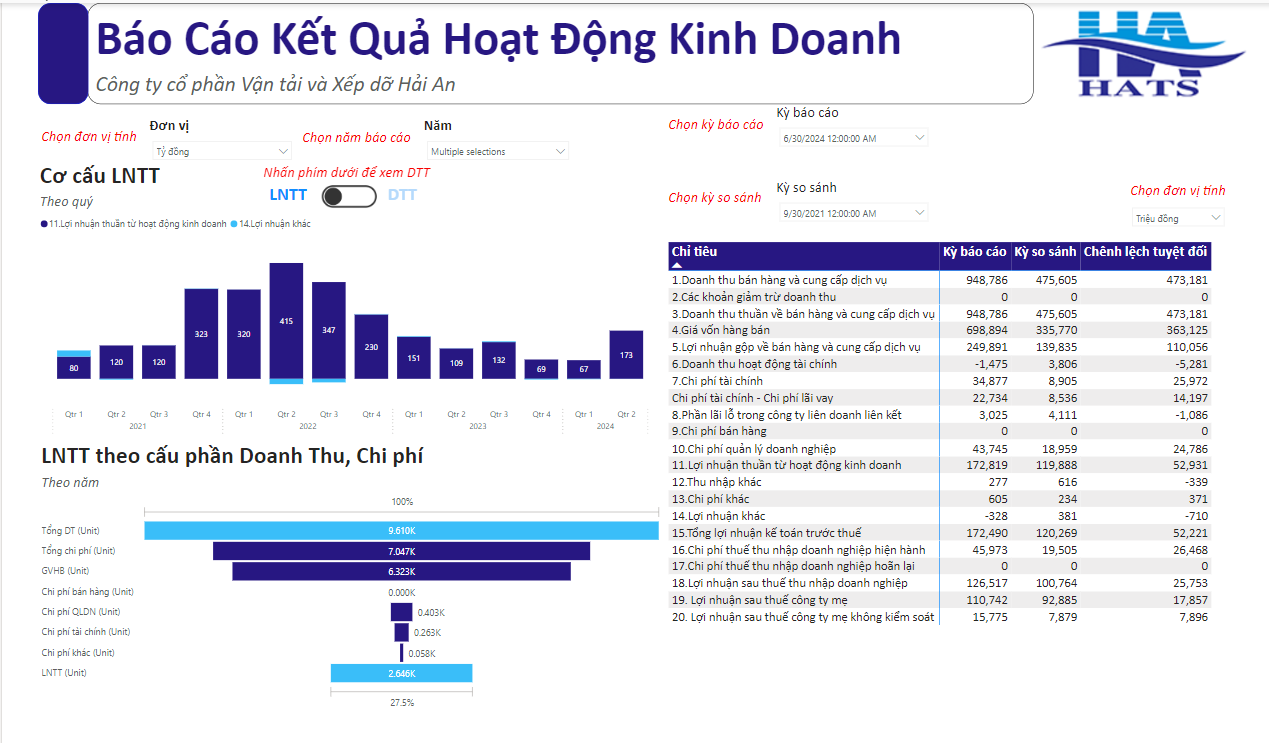 Báo Cáo Kết Quả Hoạt Động Kinh Doanh
Công ty cổ phần Vận tải và Xếp dỡ Hải An
HA
HATS
Chọn đơn vị tính
Đơn vị
Tỷ đồng
Chọn năm báo cáo
Năm
Multiple selections
Chọn kỳ báo cáo
Kỳ báo cáo
6/30/2024 12:00:00 AM
Cơ cấu LNTT
Theo quý
Nhấn phím dưới để xem DTT
LNTT DTT
11.Lợi nhuận thuần từ hoạt động kinh doanh 14.Lợi nhuận khác
Chọn kỳ so sánh
Kỳ so sánh
9/30/2021 12:00:00 AM
Chọn đơn vị tính
Triệu đồng
80 120 120 323 320 415 347 230 151 109 132 69 67 173
Qtr 1 Qtr 2 Qtr 3 Qtr 4 Qtr 1 Qtr 2 Qtr 3 Qtr 4 Qtr 1 Qtr 2 Qtr 3 Qtr 4 Qtr 1 Qtr 2
2021 2022 2023 2024
LNTT theo cấu phần Doanh Thu, Chi phí
Theo năm
100%
Tổng DT (Unit) 9.610K
Tổng chi phí (Unit) 7.047K
GVHB (Unit) 6.323K
Chi phí bán hàng (Unit) 0.000K
Chi phí QLDN (Unit) 0.403K
Chi phí tài chính (Unit) 0.263K
Chi phí khác (Unit) 0.058K
LNTT (Unit) 2.646K
27.5%
Chỉ tiêu Kỳ báo cáo Kỳ so sánh Chênh lệch tuyệt đối
1.Doanh thu bán hàng và cung cấp dịch vụ 948,786 475,605 473,181
2.Các khoản giảm trừ doanh thu 0 0 0
3.Doanh thu thuần về bán hàng và cung cấp dịch vụ 948,786 475,605 473,181
4.Giá vốn hàng bán 698,894 335,770 363,125
5.Lợi nhuận gộp về bán hàng và cung cấp dịch vụ 249,891 139,835 110,056
6.Doanh thu hoạt động tài chính -1,475 3,806 -5,281
7.Chi phí tài chính 34,877 8,905 25,972
Chi phí tài chính - Chi phí lãi vay 22,734 8,536 14,197
8.Phần lãi lỗ trong công ty liên doanh liên kết 3,025 4,111 -1,086
9.Chi phí bán hàng 0 0 0
10.Chi phí quản lý doanh nghiệp 43,745 18,959 24,786
11.Lợi nhuận thuần từ hoạt động kinh doanh 172,819 119,888 52,931
12.Thu nhập khác 277 616 -339
13.Chi phí khác 605 234 371
14.Lợi nhuận khác -328 381 -710
15.Tổng lợi nhuận kế toán trước thuế 172,490 120,269 52,221
16.Chi phí thuế thu nhập doanh nghiệp hiện hành 45,973 19,505 26,468
17.Chi phí thuế thu nhập doanh nghiệp hoãn lại 0 0 0
18.Lợi nhuận sau thuế thu nhập doanh nghiệp 126,517 100,764 25,753
19. Lợi nhuận sau thuế công ty mẹ 110,742 92,885 17,857
20. Lợi nhuận sau thuế công ty mẹ không kiểm soát 15,775 7,879 7,896